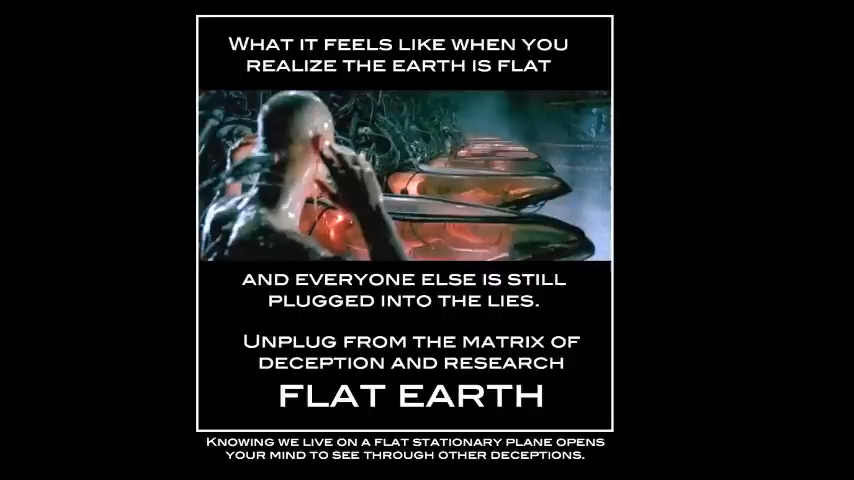 What it feels like when you
realize the earth is flat
and everyone else is still
plugged into the lies.
Unplug from the matrix of
deception and research
FLAT EARTH
Knowing we live on a flat stationary plane opens
your mind to see through other deceptions.